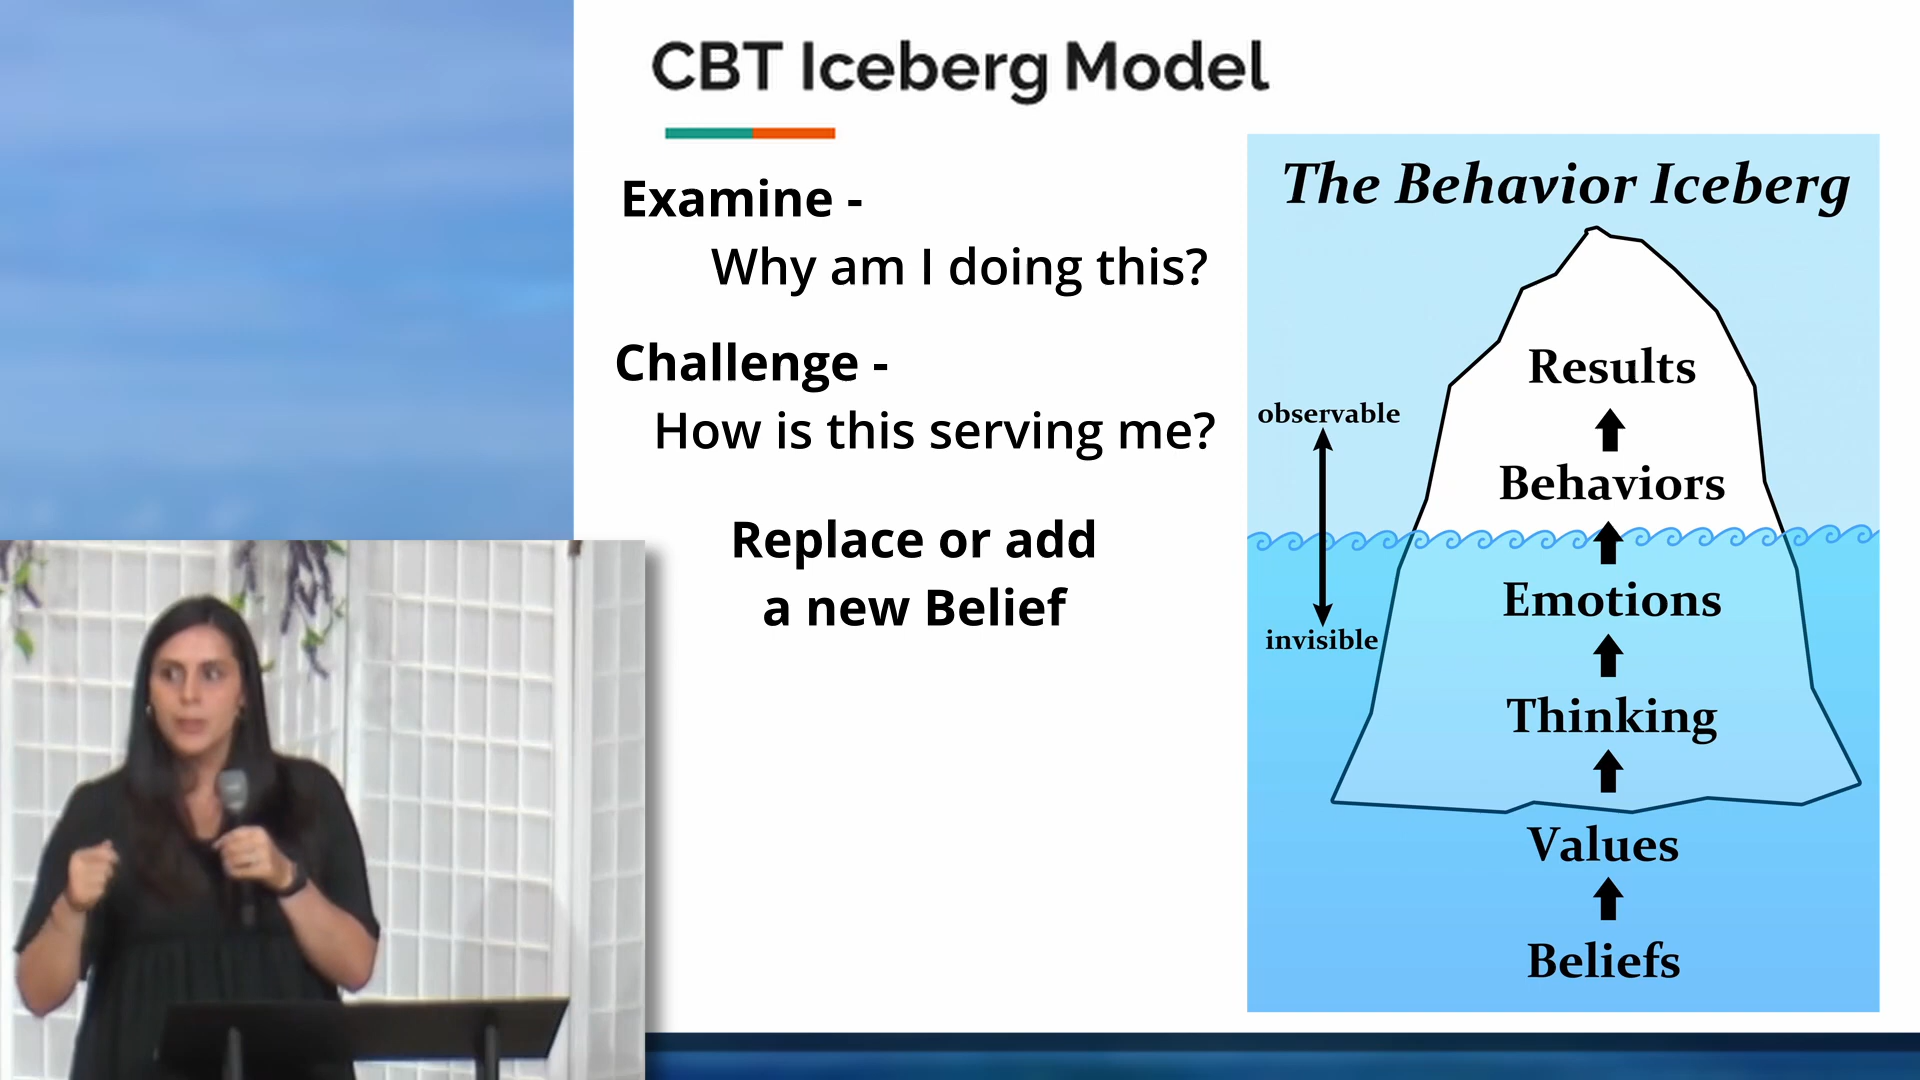 CBT Iceberg Model
Examine -
Why am I doing this?
Challenge -
How is this serving me?
Replace or add
a new Belief
The Behavior Iceberg
Results
observable
Behaviors
Emotions
invisible
Thinking
Values
Beliefs